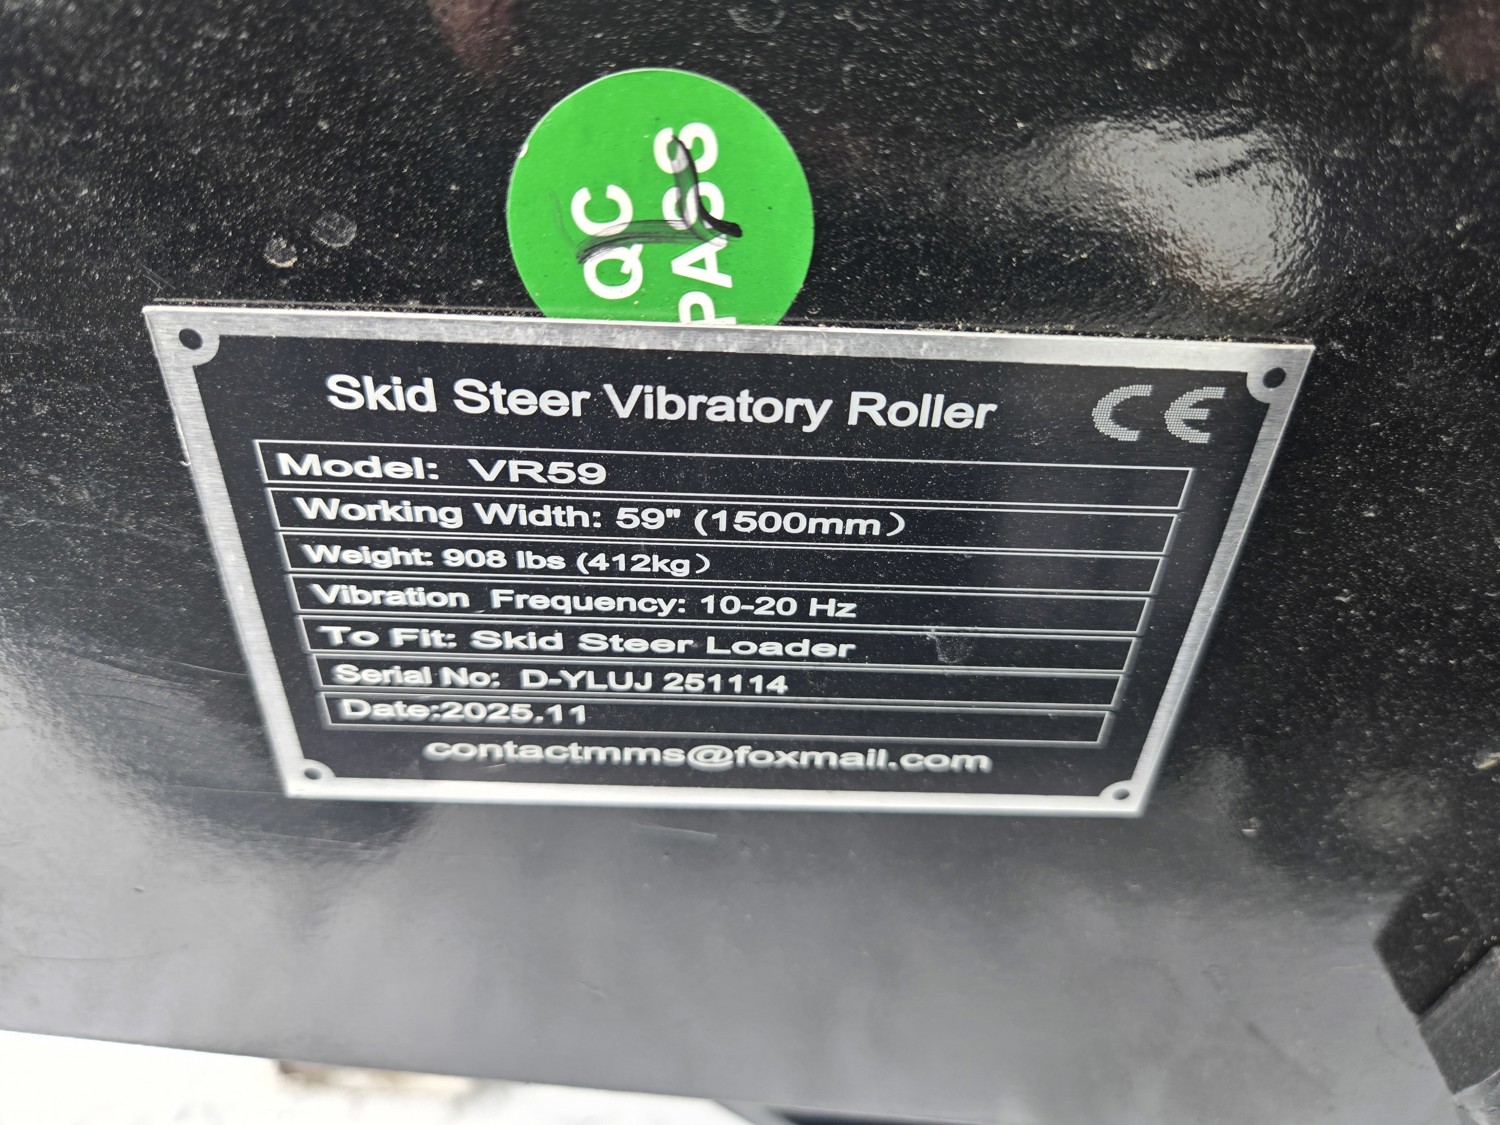 QC
PASS
Skid Steer Vibratory Roller
CE
Model: VR59
Working Width: 59" (1500mm)
Weight: 908 lbs (412kg)
Vibration Frequency: 10-20 Hz
To Fit: Skid Steer Loader
Serial No: D-YLUJ 251114
Date:2025.11
contactmms@foxmail.com